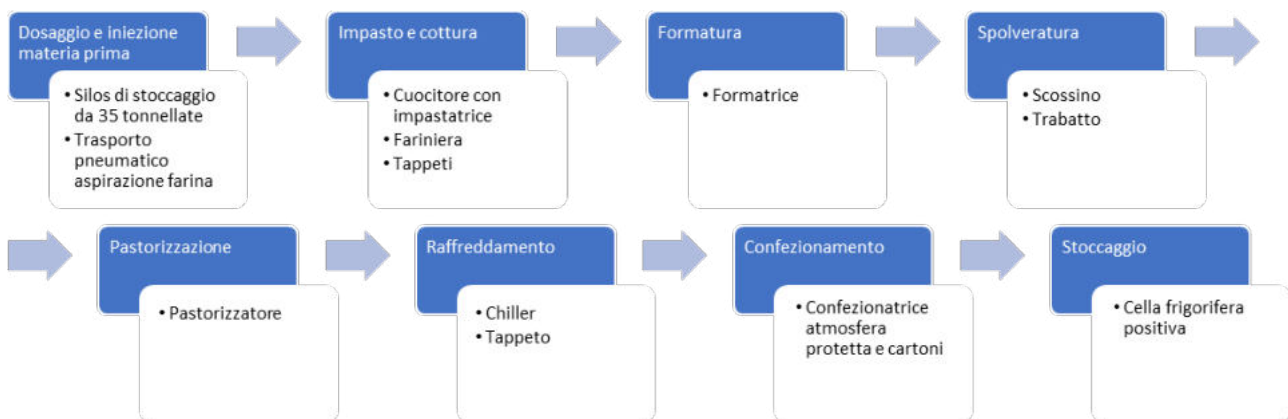 Dosaggio e iniezione
materia prima
• Silos di stoccaggio
da 35 tonnellate
• Trasporto
pneumatico
aspirazione farina
Impasto e cottura
• Cuocitore con
impastatrice
• Fariniera
• Tappeti
Formatura
• Formatrice
Spolveratura
• Scossino
• Trabatto
Pastorizzazione
• Pastorizzatore
Raffreddamento
• Chiller
• Tappeto
Confezionamento
• Confezionatrice
atmosfera
protetta e cartoni
Stoccaggio
• Cella frigorifera
positiva